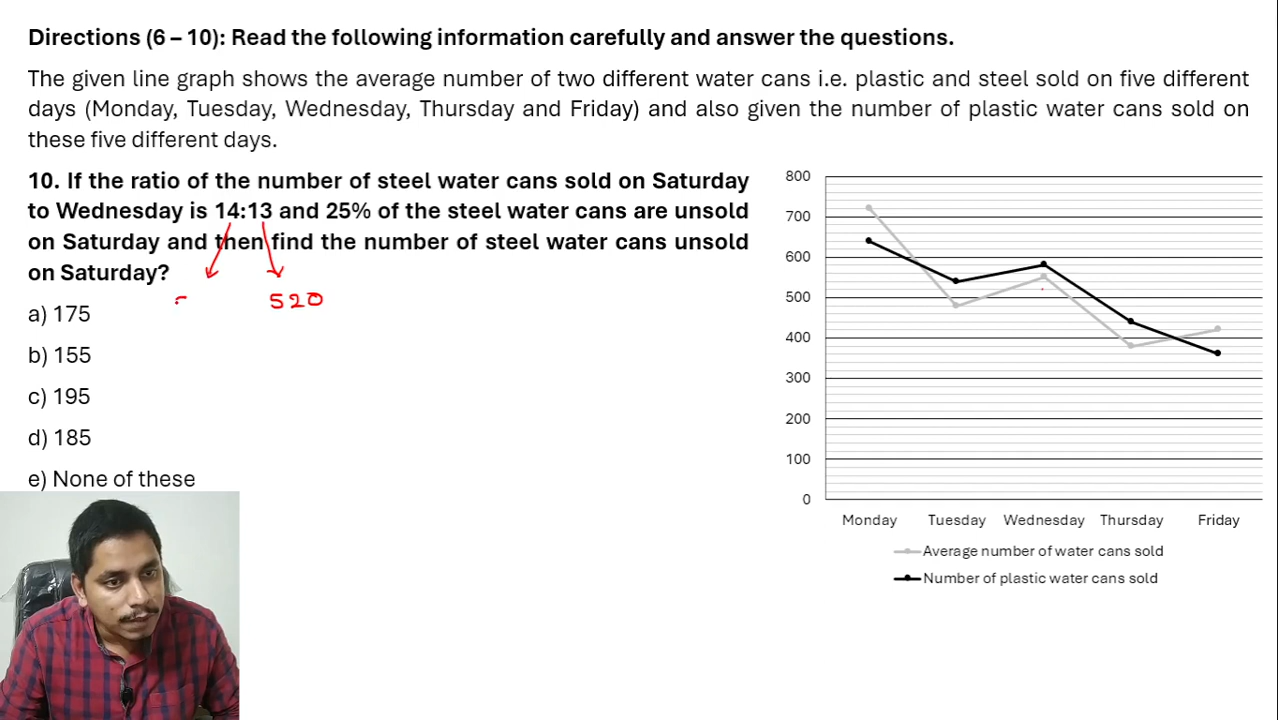 Directions (6 – 10): Read the following information carefully and answer the questions.
The given line graph shows the average number of two different water cans i.e. plastic and steel sold on five different
days (Monday, Tuesday, Wednesday, Thursday and Friday) and also given the number of plastic water cans sold on
these five different days.
10. If the ratio of the number of steel water cans sold on Saturday
to Wednesday is 14:13 and 25% of the steel water cans are unsold
on Saturday and then find the number of steel water cans unsold
on Saturday?
520
a) 175
b) 155
c) 195
d) 185
e) None of these
800
700
600
500
400
300
200
100
0
Monday Tuesday Wednesday Thursday Friday
Average number of water cans sold
Number of plastic water cans sold